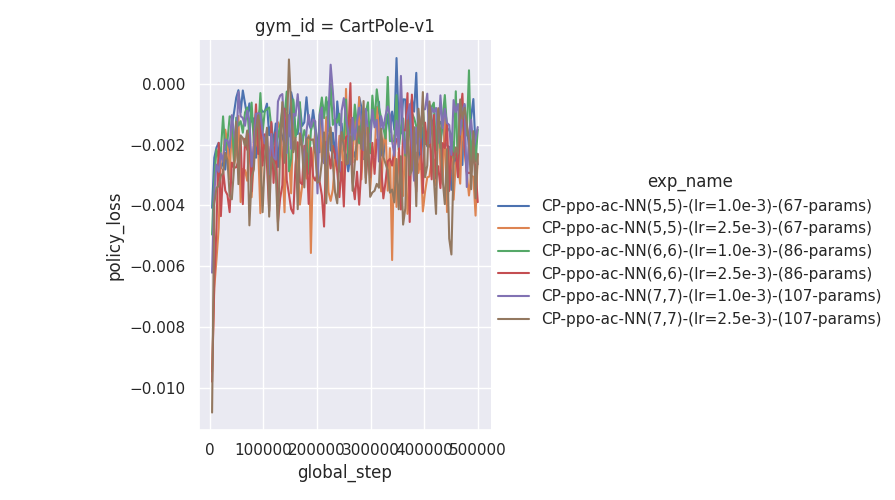 gym_id = CartPole-v1
0.000
−0.002
−0.004
−0.006
−0.008
−0.010
policy_loss
0 100000 200000 300000 400000 500000
global_step
exp_name
CP-ppo-ac-NN(5,5)-(lr=1.0e-3)-(67-params)
CP-ppo-ac-NN(5,5)-(lr=2.5e-3)-(67-params)
CP-ppo-ac-NN(6,6)-(lr=1.0e-3)-(86-params)
CP-ppo-ac-NN(6,6)-(lr=2.5e-3)-(86-params)
CP-ppo-ac-NN(7,7)-(lr=1.0e-3)-(107-params)
CP-ppo-ac-NN(7,7)-(lr=2.5e-3)-(107-params)